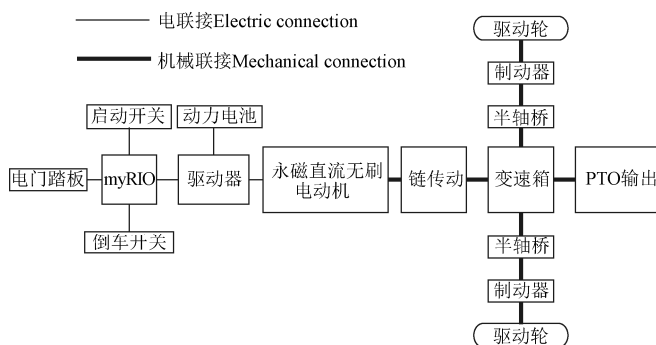 电联接Electric connection
机械联接Mechanical connection
驱动轮
制动器
半轴桥
启动开关
动力电池
电门踏板
myRIO
驱动器
永磁直流无刷
电动机
链传动
变速箱
PTO输出
倒车开关
半轴桥
制动器
驱动轮